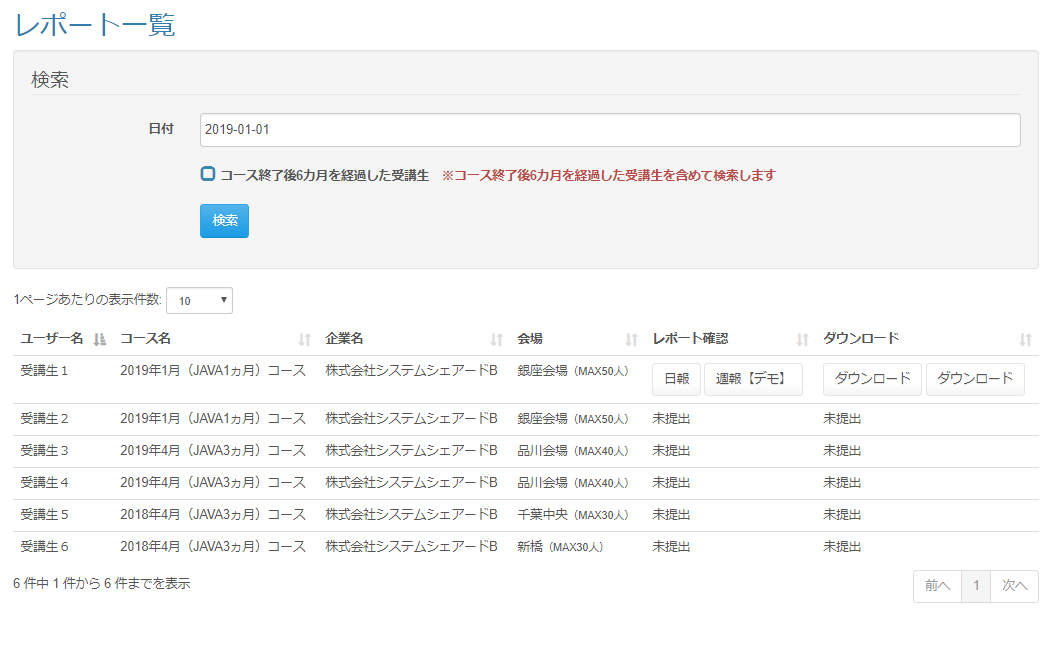 レポート一覧
検索
日付 2019-01-01
コース終了後6カ月を経過した受講生 ※コース終了後6カ月を経過した受講生を含めて検索します
検索
1ページあたりの表示件数: 10
ユーザー名 コース名 企業名 会場 レポート確認 ダウンロード
受講生１ 2019年1月（JAVA1ヵ月）コース 株式会社システムシェアードB 銀座会場（MAX50人） 日報 週報【デモ】 ダウンロード ダウンロード
受講生２ 2019年1月（JAVA1ヵ月）コース 株式会社システムシェアードB 銀座会場（MAX50人） 未提出 未提出
受講生３ 2019年4月（JAVA3ヵ月）コース 株式会社システムシェアードB 品川会場（MAX40人） 未提出 未提出
受講生４ 2019年4月（JAVA3ヵ月）コース 株式会社システムシェアードB 品川会場（MAX40人） 未提出 未提出
受講生５ 2018年4月（JAVA3ヵ月）コース 株式会社システムシェアードB 千葉中央（MAX30人） 未提出 未提出
受講生６ 2018年4月（JAVA3ヵ月）コース 株式会社システムシェアードB 新橋（MAX30人） 未提出 未提出
6 件中 1 件から 6 件までを表示 前へ 1 次へ